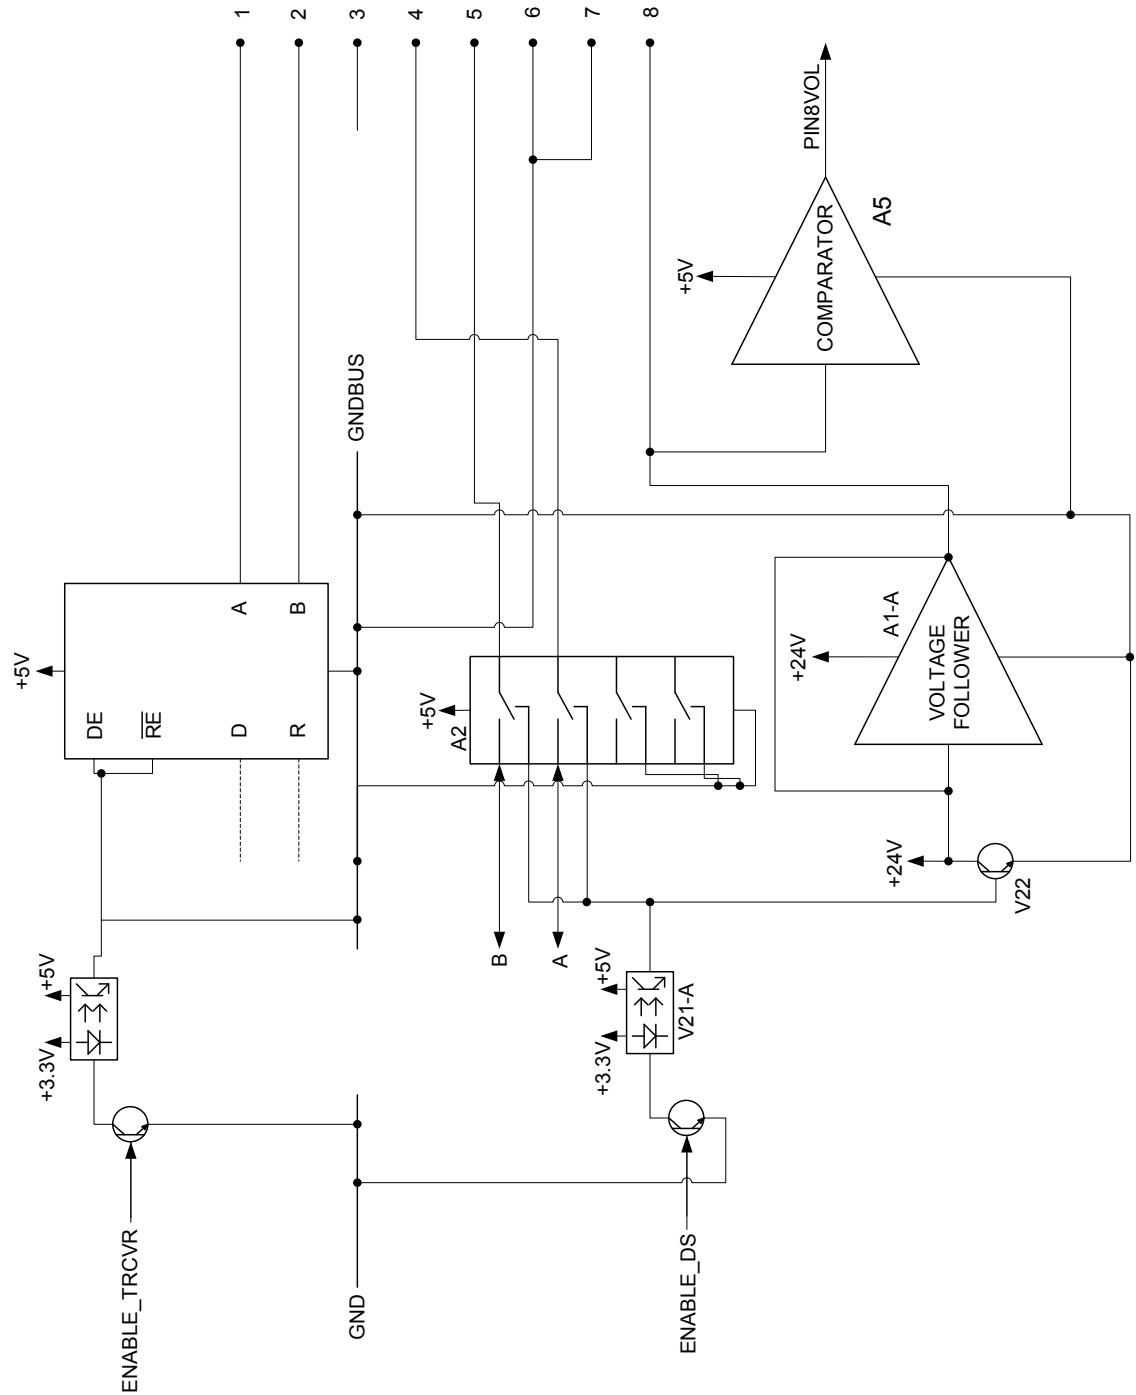 1
2
3
4
5
6
7
8
PIN8VOL
COMPARATOR
A5
+5V
GNDBUS
+5V
DE
RE
D
R
A
B
A2
+5V
A1-A
+24V
VOLTAGE
FOLLOWER
+24V
V22
B
A
+5V
+3.3V
+5V
+3.3V
V21-A
ENABLE_TRCVR
GND
ENABLE_DS